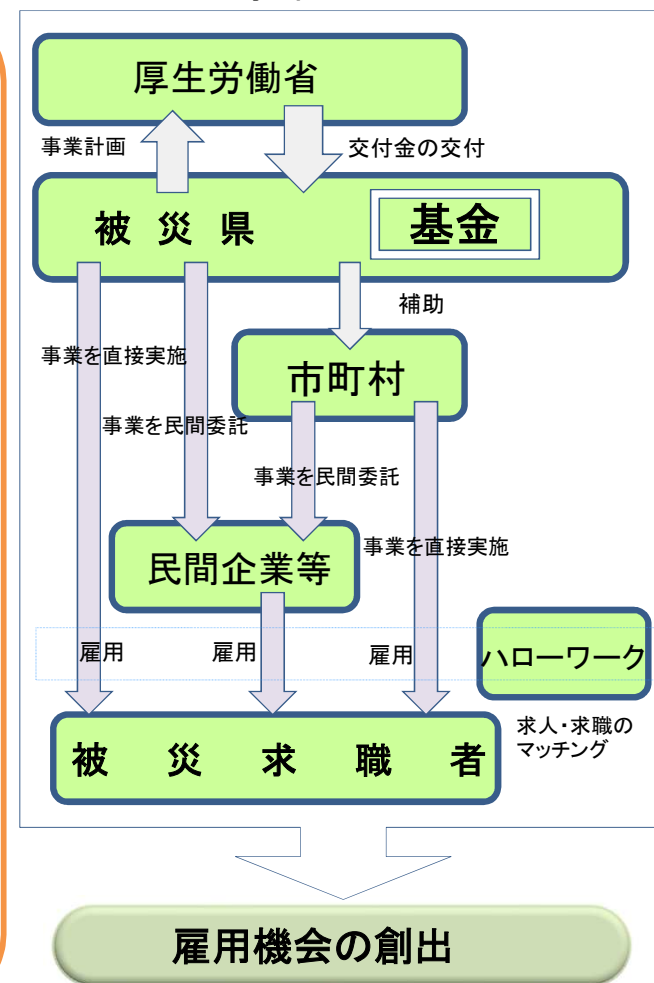 厚生労働省
事業計画
交付金の交付
被災県
基金
補助
事業を直接実施
市町村
事業を民間委託
事業を民間委託
事業を直接実施
民間企業等
雇用
雇用
雇用
ハローワーク
求人・求職の
マッチング
被災求職者
雇用機会の創出